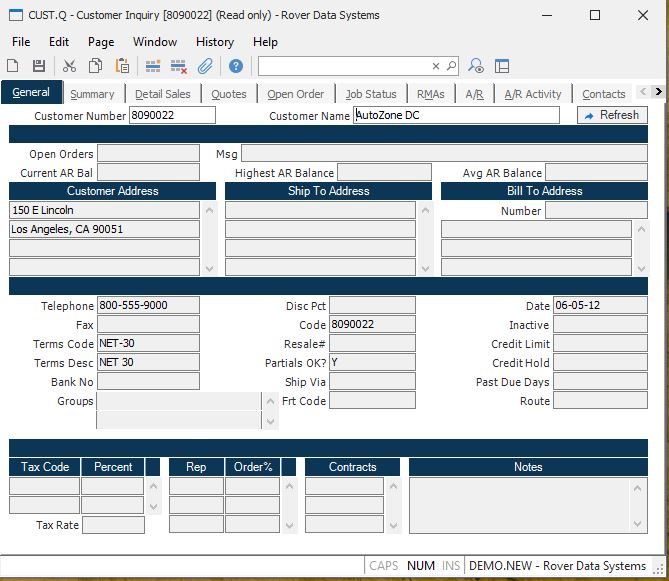 CUST.Q - Customer Inquiry [8090022] (Read only) - Rover Data Systems
File Edit Page Window History Help
General Summary Detail Sales Quotes Open Order Job Status RMAs A/R A/R Activity Contacts
Customer Number 8090022 Customer Name AutoZone DC Refresh
Open Orders Msg
Current AR Bal Highest AR Balance Avg AR Balance
Customer Address Ship To Address Bill To Address
150 E Lincoln Number
Los Angeles, CA 90051
Telephone 800-555-9000 Disc Pct Date 06-05-12
Fax Code 8090022 Inactive
Terms Code NET-30 Resale# Credit Limit
Terms Desc NET 30 Partials OK? Y Credit Hold
Bank No Ship Via Past Due Days
Groups Frt Code Route
Tax Code Percent Rep Order% Contracts Notes
Tax Rate
CAPS NUM INS DEMO.NEW - Rover Data Systems